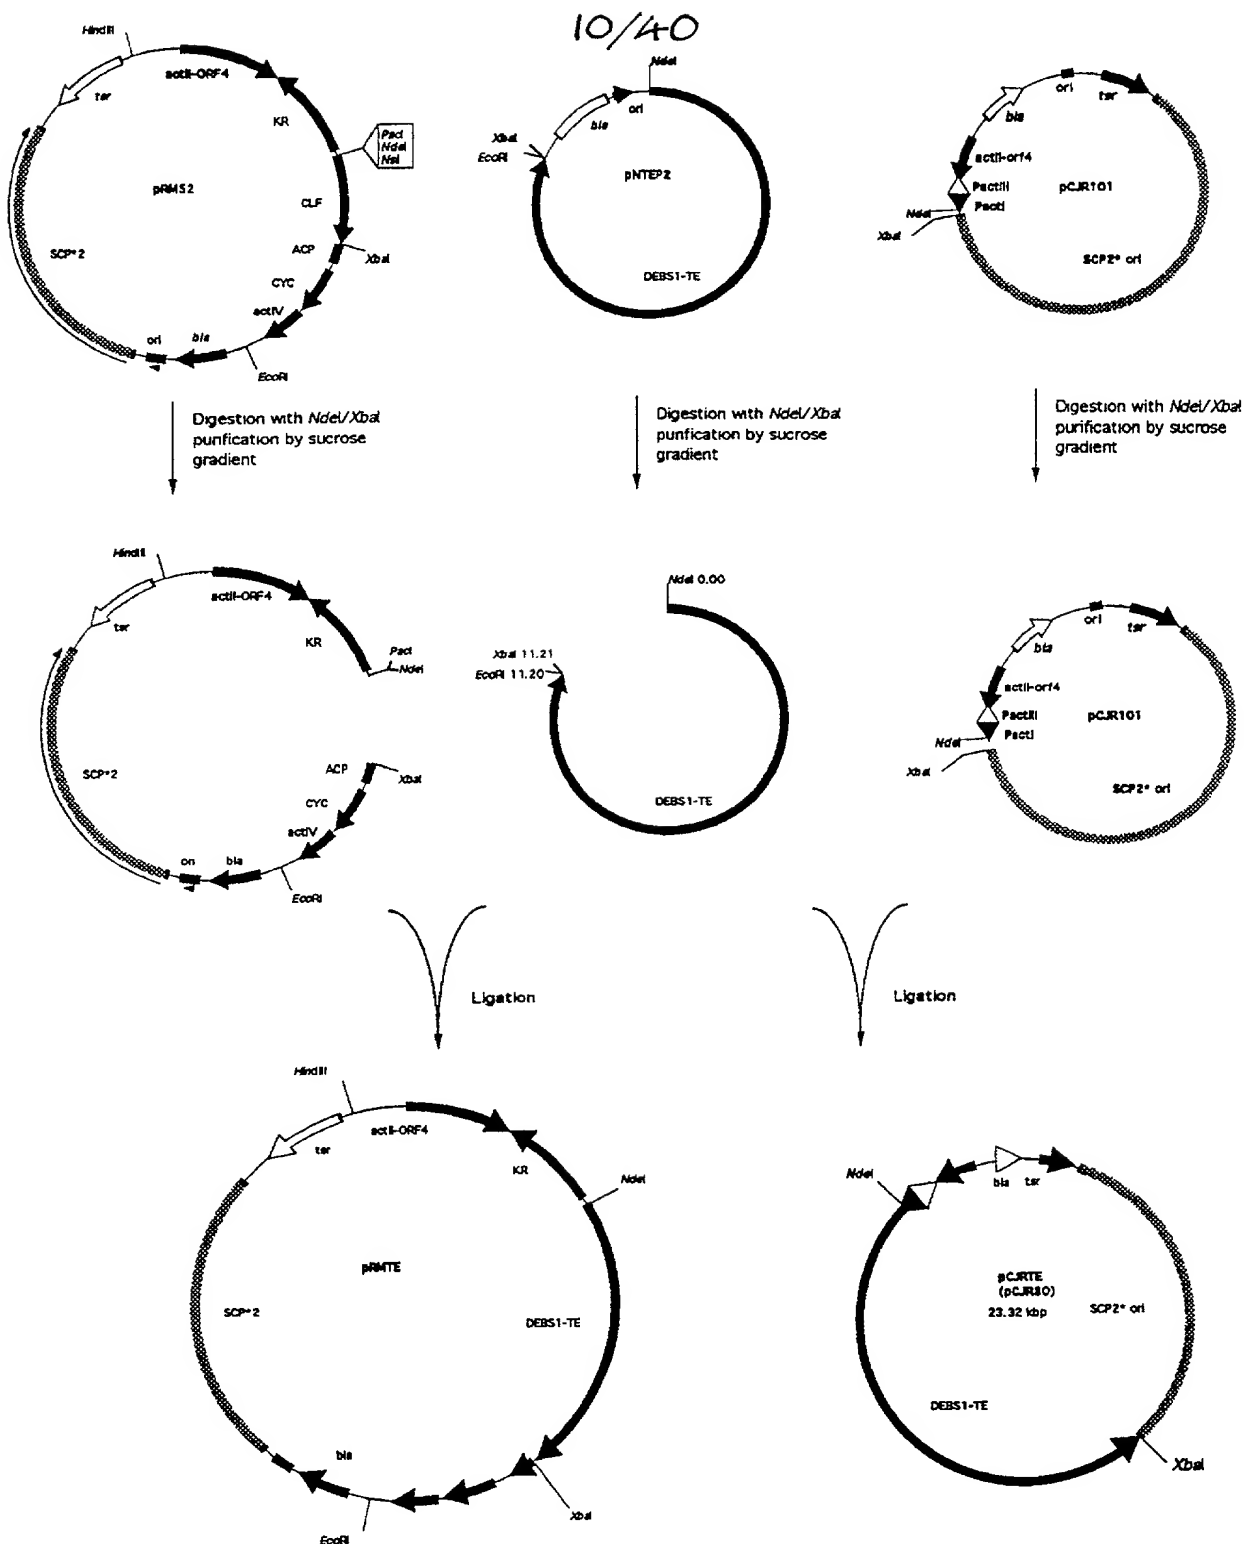 10/40
HindIII
actII-ORF4
tsr
KR
PacI
NdeI
NsI
pRMS2
CLF
ACP
XbaI
SCP*2
CYC
actIV
ori
bla
EcoRI
NdeI
ori
bla
XbaI
EcoRI
pNTEP2
DEBS1-TE
ori
tsr
bla
actII-orf4
PactIII
pCJR101
NdeI
PactI
XbaI
SCP2* ori
Digestion with NdeI/XbaI
purification by sucrose
gradient
Digestion with NdeI/XbaI
purification by sucrose
gradient
Digestion with NdeI/XbaI
purification by sucrose
gradient
HindIII
actII-ORF4
tsr
KR
PacI
NdeI
SCP*2
ACP
XbaI
CYC
actIV
on
bla
EcoRI
NdeI 0.00
XbaI 11.21
EcoRI 11.20
DEBS1-TE
ori
tsr
bla
actII-orf4
PactIII
pCJR101
NdeI
PactI
XbaI
SCP2* ori
Ligation
Ligation
HindIII
actII-ORF4
tsr
KR
NdeI
pRMTE
SCP*2
DEBS1-TE
bla
XbaI
EcoRI
NdeI
bla
tsr
pCJRTE
(pCJR30)
23.32 kbp
SCP2* ori
DEBS1-TE
XbaI